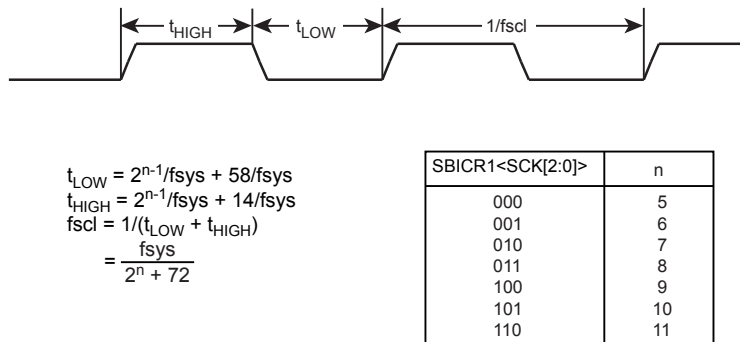 tHIGH tLOW 1/fscl
tLOW = 2n-1/fsys + 58/fsys
tHIGH = 2n-1/fsys + 14/fsys
fscl = 1/(tLOW + tHIGH)
= fsys
2n + 72
SBICR1<SCK[2:0]> n
000 5
001 6
010 7
011 8
100 9
101 10
110 11